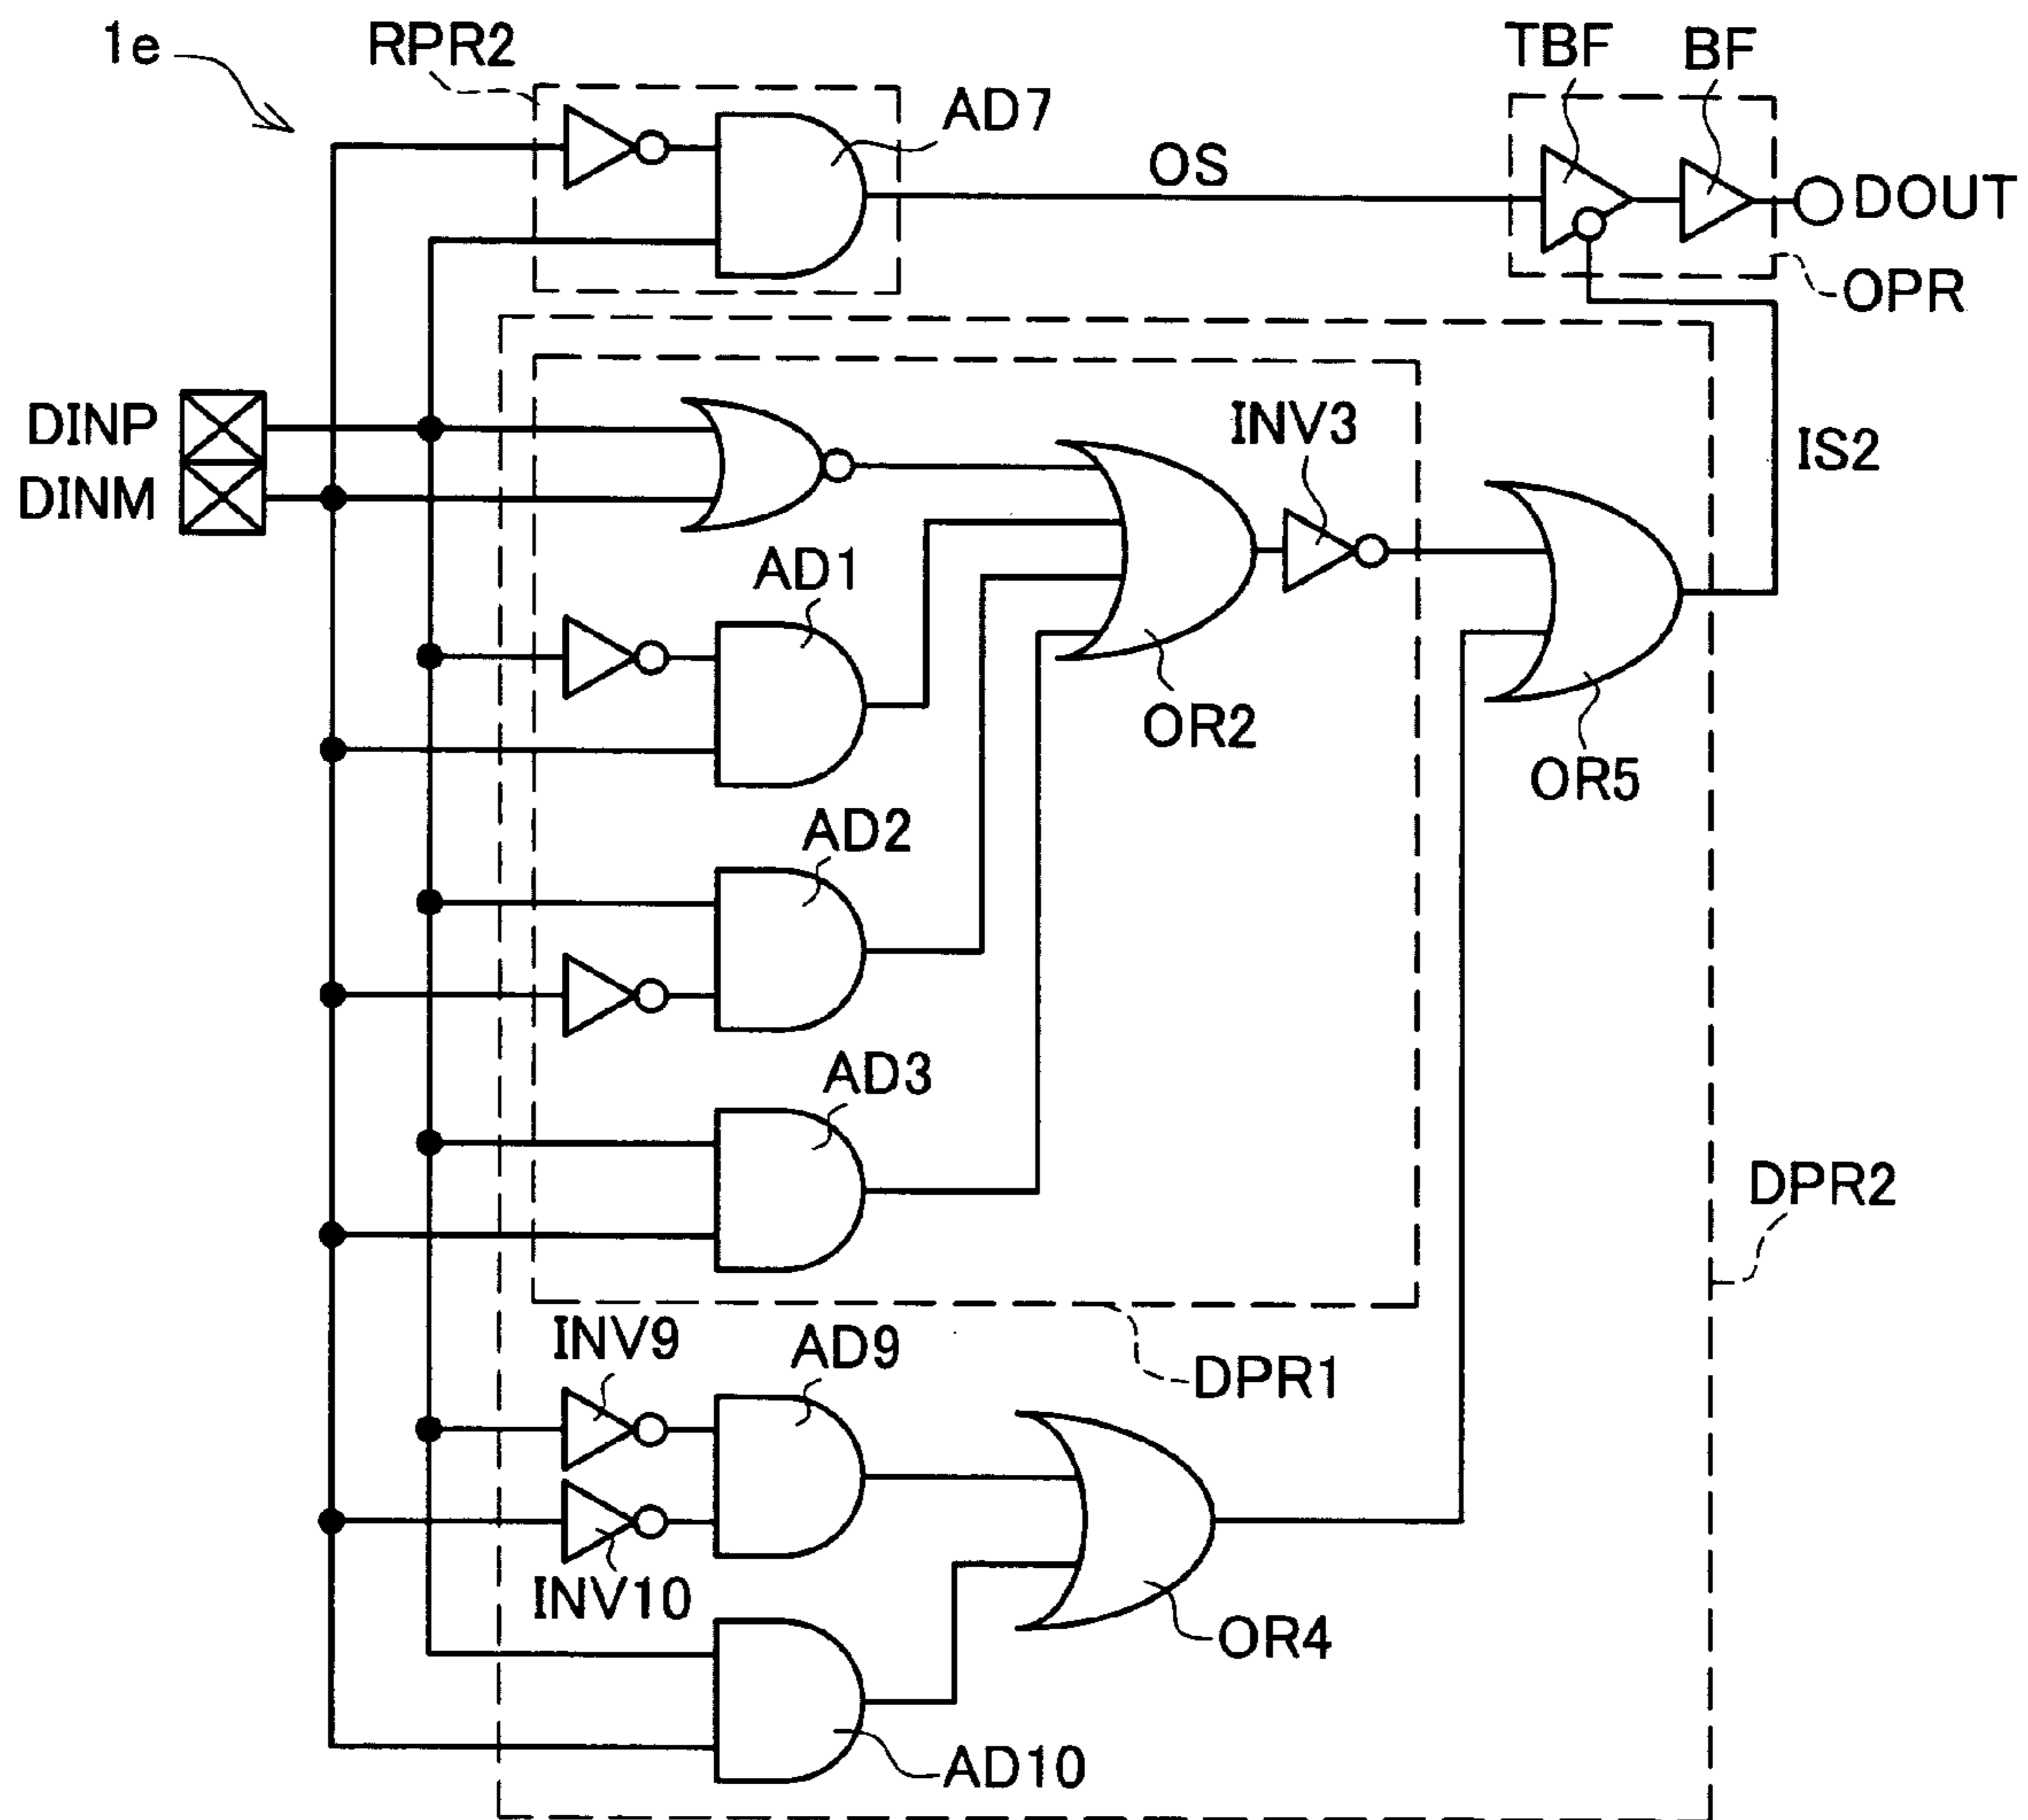 1e
RPR2
AD7
OS
TBF
BF
DOUT
OPR
DINP
DINM
INV3
IS2
AD1
OR2
OR5
AD2
AD3
DPR2
INV9
AD9
DPR1
INV10
OR4
AD10